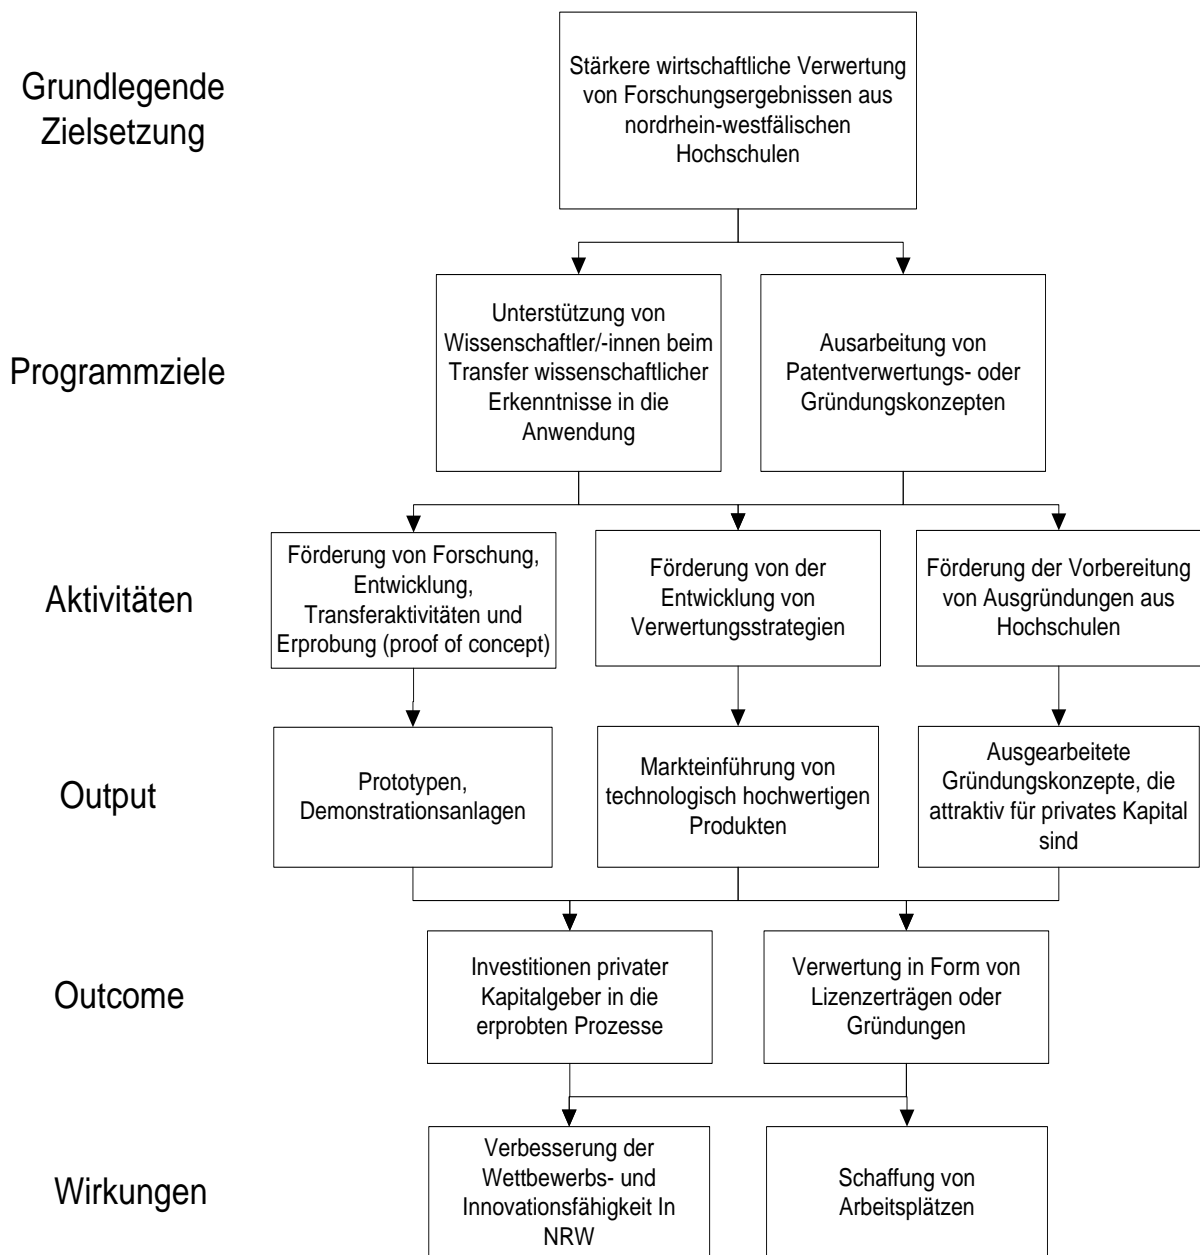 Grundlegende
Zielsetzung
Stärkere wirtschaftliche Verwertung
von Forschungsergebnissen aus
nordrhein-westfälischen
Hochschulen
Programmziele
Unterstützung von
Wissenschaftler/-innen beim
Transfer wissenschaftlicher
Erkenntnisse in die
Anwendung
Ausarbeitung von
Patentverwertungs- oder
Gründungskonzepten
Aktivitäten
Förderung von Forschung,
Entwicklung,
Transferaktivitäten und
Erprobung (proof of concept)
Förderung von der
Entwicklung von
Verwertungsstrategien
Förderung der Vorbereitung
von Ausgründungen aus
Hochschulen
Output
Prototypen,
Demonstrationsanlagen
Markteinführung von
technologisch hochwertigen
Produkten
Ausgearbeitete
Gründungskonzepte, die
attraktiv für privates Kapital
sind
Outcome
Investitionen privater
Kapitalgeber in die
erprobten Prozesse
Verwertung in Form von
Lizenzerträgen oder
Gründungen
Wirkungen
Verbesserung der
Wettbewerbs- und
Innovationsfähigkeit In
NRW
Schaffung von
Arbeitsplätzen